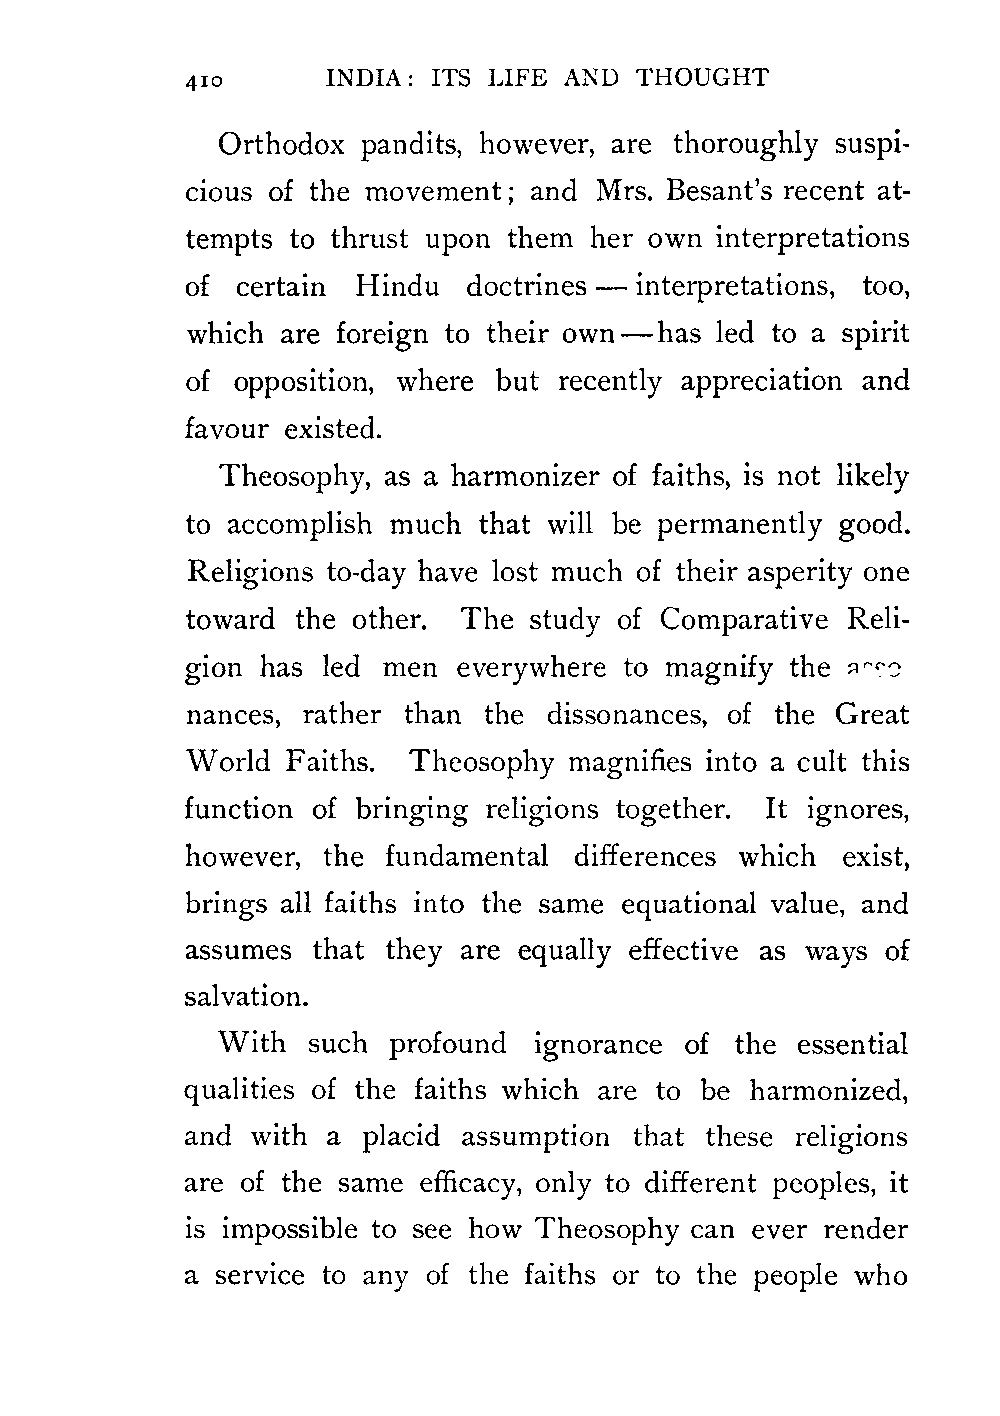 410 INDIA: ITS LIFE AND THOUGHT
Orthodox pandits, however, are thoroughly suspi-
cious of the movement; and Mrs. Besant's recent at-
tempts to thrust upon them her own interpretations
of certain Hindu doctrines — interpretations, too,
which are foreign to their own — has led to a spirit
of opposition, where but recently appreciation and
favour existed.
Theosophy, as a harmonizer of faiths, is not likely
to accomplish much that will be permanently good.
Religions to-day have lost much of their asperity one
toward the other. The study of Comparative Reli-
gion has led men everywhere to magnify the
nances, rather than the dissonances, of the Great
World Faiths. Theosophy magnifies into a cult this
function of bringing religions together. It ignores,
however, the fundamental differences which exist,
brings all faiths into the same equational value, and
assumes that they are equally effective as ways of
salvation.
With such profound ignorance of the essential
qualities of the faiths which are to be harmonized,
and with a placid assumption that these religions
are of the same efficacy, only to different peoples, it
is impossible to see how Theosophy can ever render
a service to any of the faiths or to the people who